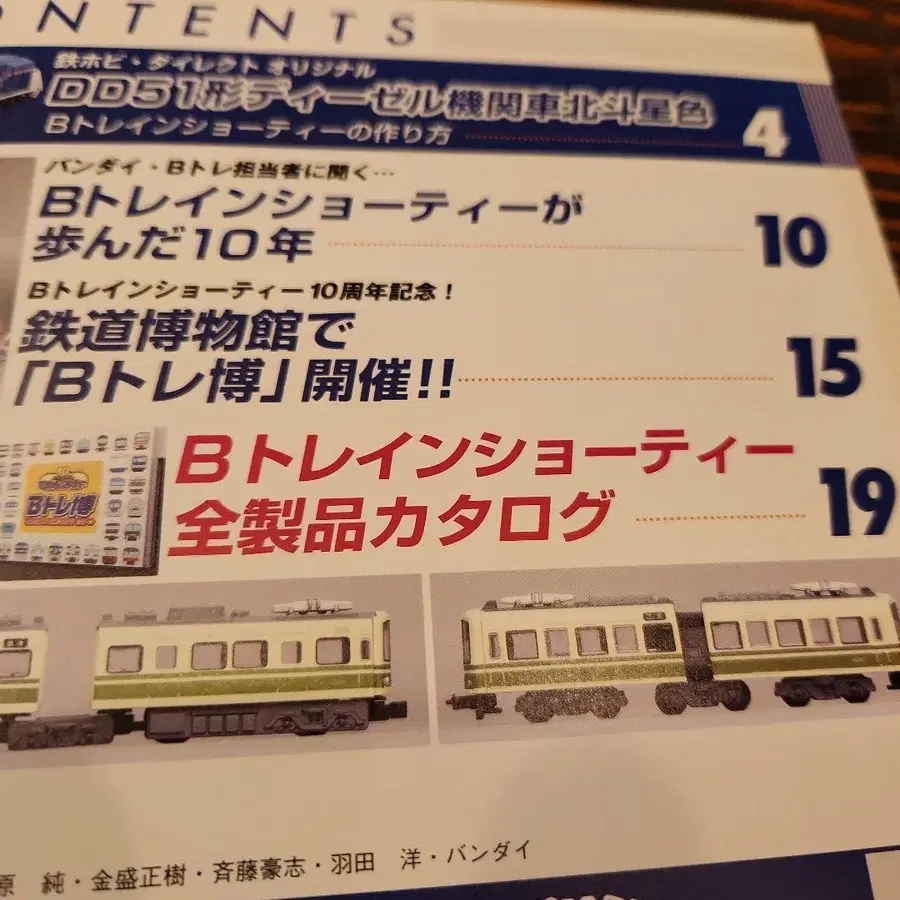 NTENTS
鉄ホビ・ダイレクト オリジナル
DD51形ディーゼル機関車北斗星色
Bトレインショーティーの作り方 4
バンダイ・Bトレ担当者に聞く…
Bトレインショーティーが
歩んだ10年 10
Bトレインショーティー10周年記念!
鉄道博物館で
「Bトレ博」開催!! 15
Bトレ博
Bトレインショーティー
全製品カタログ 19
原 純・金盛正樹・斉藤豪志・羽田 洋・バンダイ